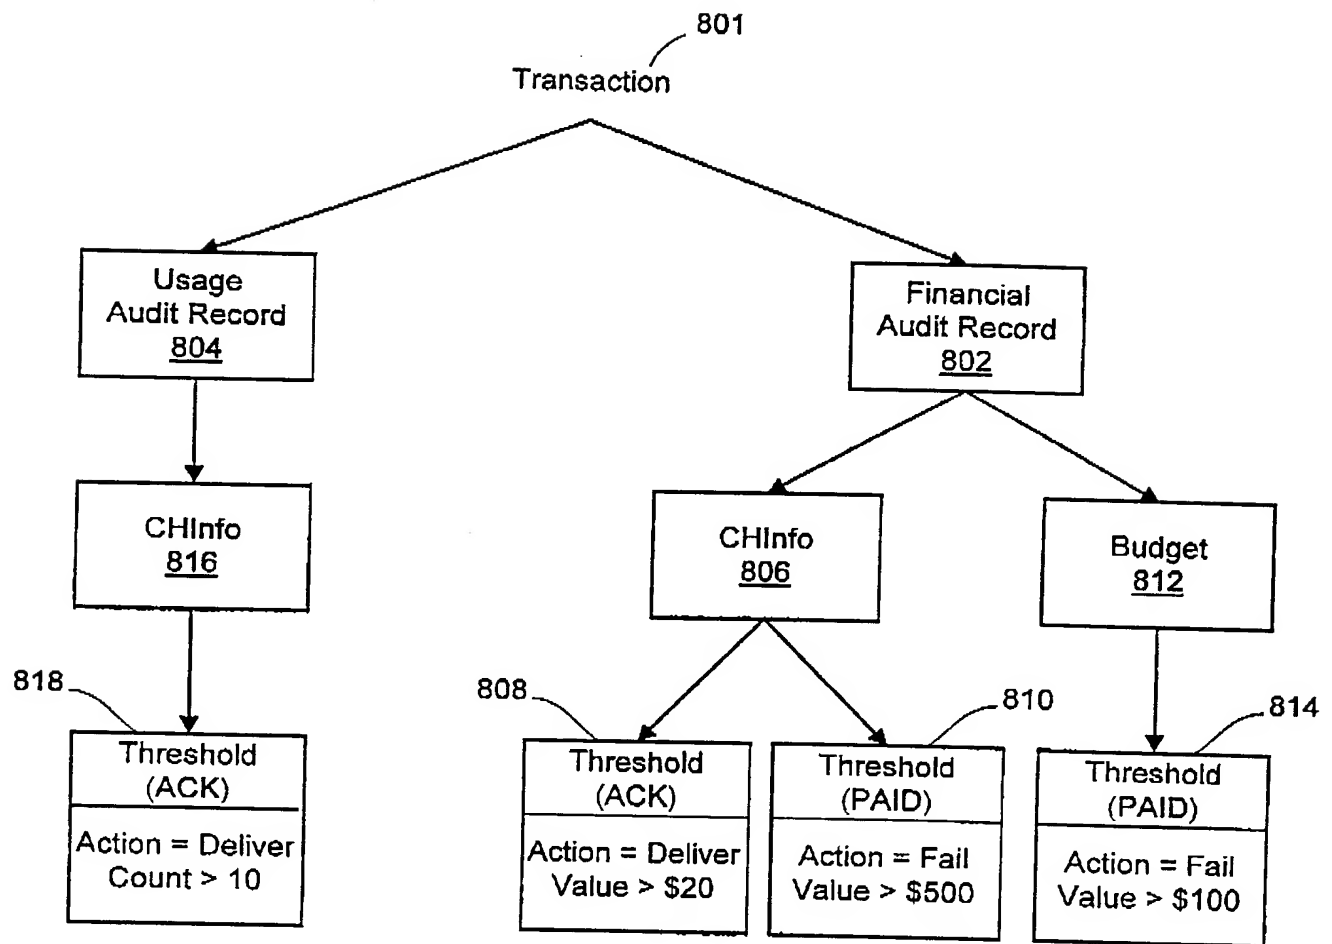 801
Transaction
Usage
Audit Record
804
Financial
Audit Record
802
CHInfo
816
CHInfo
806
Budget
812
818
808
810
814
Threshold
(ACK)
Action = Deliver
Count > 10
Threshold
(ACK)
Action = Deliver
Value > $20
Threshold
(PAID)
Action = Fail
Value > $500
Threshold
(PAID)
Action = Fail
Value > $100